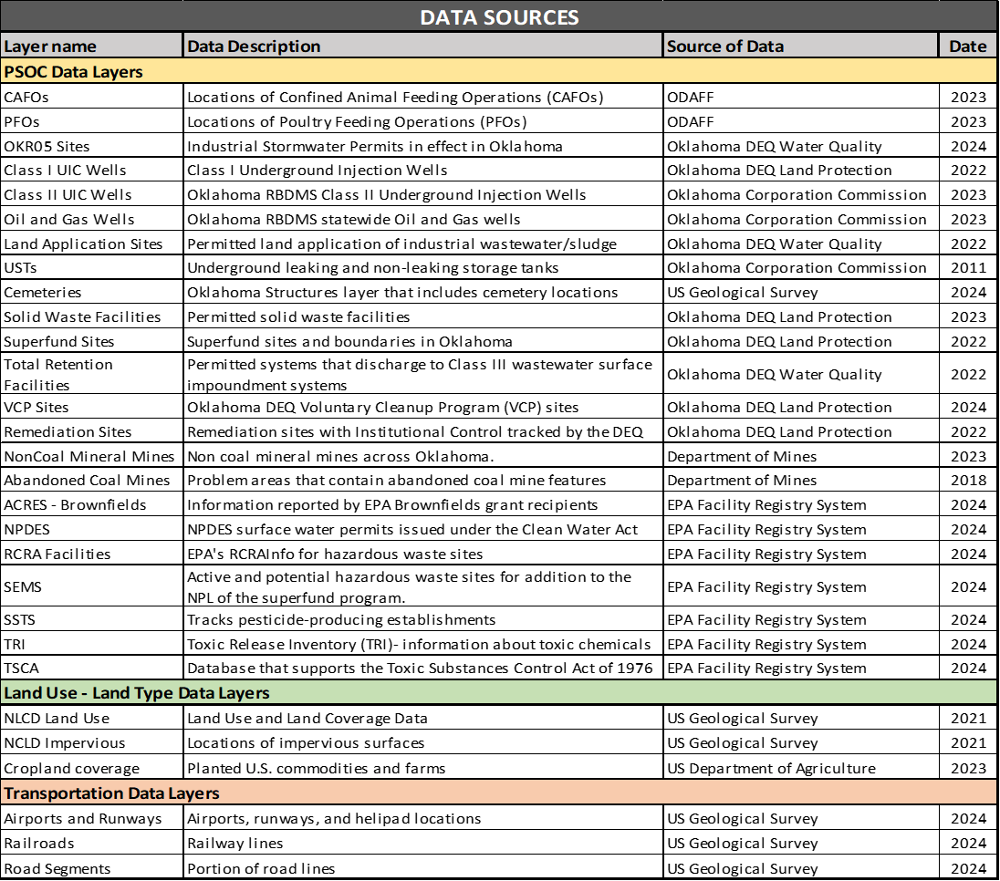 DATA SOURCES
Layer name Data Description Source of Data Date
PSOC Data Layers
CAFOs Locations of Confined Animal Feeding Operations (CAFOs) ODAFF 2023
PFOs Locations of Poultry Feeding Operations (PFOs) ODAFF 2023
OKR05 Sites Industrial Stormwater Permits in effect in Oklahoma Oklahoma DEQ Water Quality 2024
Class I UIC Wells Class I Underground Injection Wells Oklahoma DEQ Land Protection 2022
Class II UIC Wells Oklahoma RBDMS Class II Underground Injection Wells Oklahoma Corporation Commission 2023
Oil and Gas Wells Oklahoma RBDMS statewide Oil and Gas wells Oklahoma Corporation Commission 2023
Land Application Sites Permitted land application of industrial wastewater/sludge Oklahoma DEQ Water Quality 2022
USTs Underground leaking and non-leaking storage tanks Oklahoma Corporation Commission 2011
Cemeteries Oklahoma Structures layer that includes cemetery locations US Geological Survey 2024
Solid Waste Facilities Permitted solid waste facilities Oklahoma DEQ Land Protection 2023
Superfund Sites Superfund sites and boundaries in Oklahoma Oklahoma DEQ Land Protection 2022
Total Retention
Facilities
Permitted systems that discharge to Class III wastewater surface
impoundment systems
Oklahoma DEQ Water Quality 2022
VCP Sites Oklahoma DEQ Voluntary Cleanup Program (VCP) sites Oklahoma DEQ Land Protection 2024
Remediation Sites Remediation sites with Institutional Control tracked by the DEQ Oklahoma DEQ Land Protection 2022
NonCoal Mineral Mines Non coal mineral mines across Oklahoma. Department of Mines 2023
Abandoned Coal Mines Problem areas that contain abandoned coal mine features Department of Mines 2018
ACRES - Brownfields Information reported by EPA Brownfields grant recipients EPA Facility Registry System 2024
NPDES NPDES surface water permits issued under the Clean Water Act EPA Facility Registry System 2024
RCRA Facilities EPA's RCRAInfo for hazardous waste sites EPA Facility Registry System 2024
SEMS
Active and potential hazardous waste sites for addition to the
NPL of the superfund program.
EPA Facility Registry System 2024
SSTS Tracks pesticide-producing establishments EPA Facility Registry System 2024
TRI Toxic Release Inventory (TRI)- information about toxic chemicals EPA Facility Registry System 2024
TSCA Database that supports the Toxic Substances Control Act of 1976 EPA Facility Registry System 2024
Land Use - Land Type Data Layers
NLCD Land Use Land Use and Land Coverage Data US Geological Survey 2021
NCLD Impervious Locations of impervious surfaces US Geological Survey 2021
Cropland coverage Planted U.S. commodities and farms US Department of Agriculture 2023
Transportation Data Layers
Airports and Runways Airports, runways, and helipad locations US Geological Survey 2024
Railroads Railway lines US Geological Survey 2024
Road Segments Portion of road lines US Geological Survey 2024